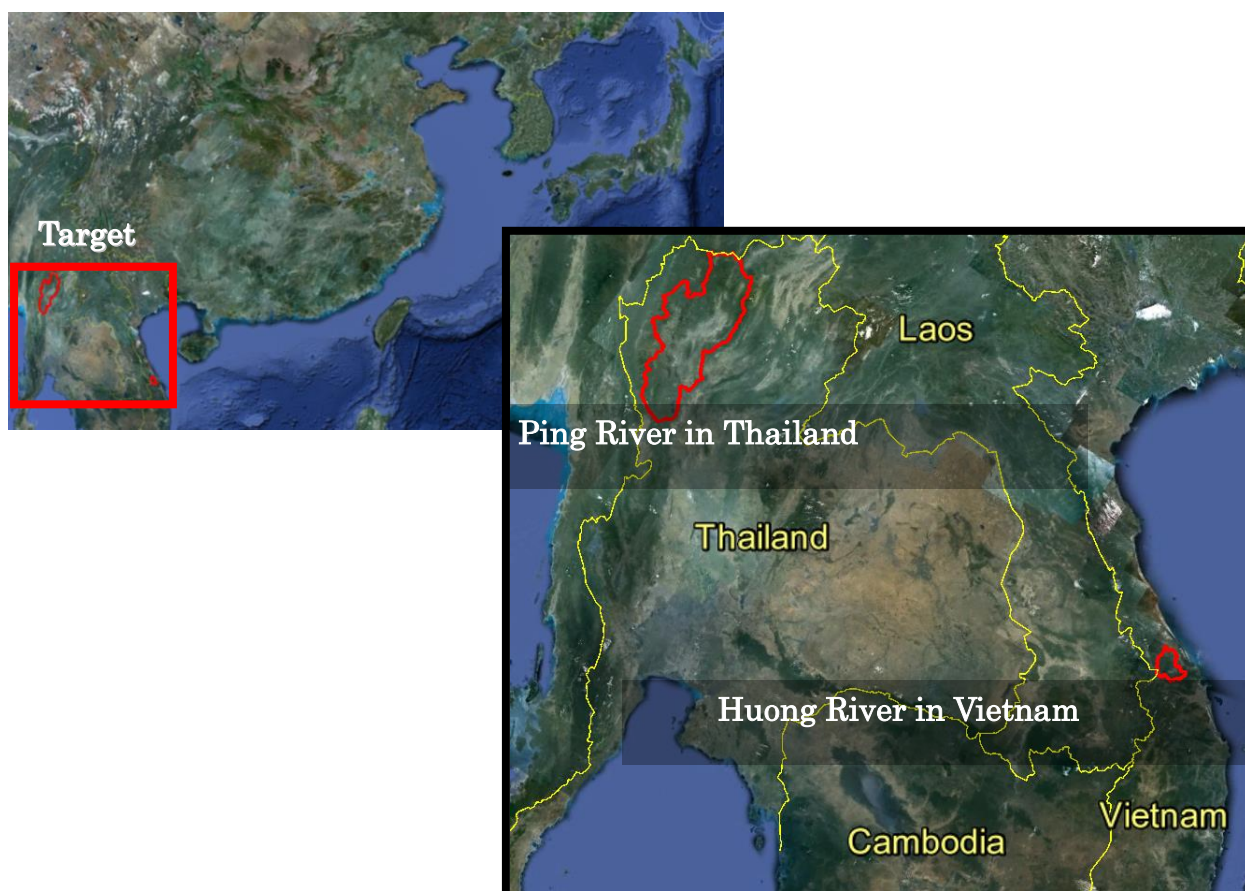 Target
Laos
Ping River in Thailand
Thailand
Huong River in Vietnam
Vietnam
Cambodia